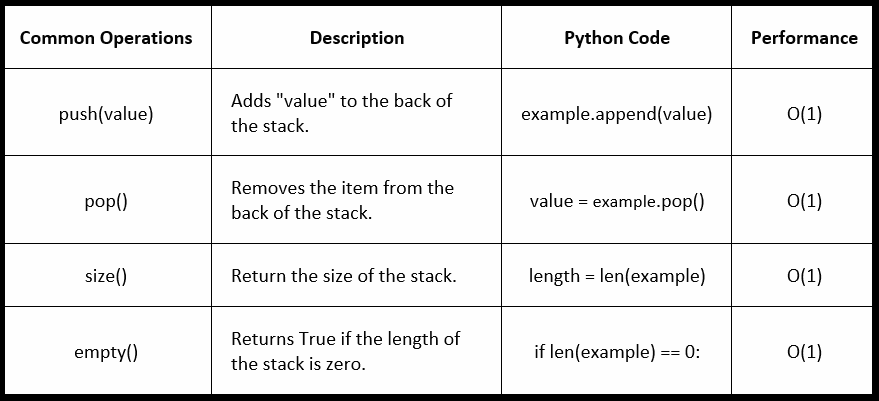 Common Operations Description Python Code Performance
push(value) Adds "value" to the back of
the stack. example.append(value) O(1)
pop() Removes the item from the
back of the stack. value = example.pop() O(1)
size() Return the size of the stack. length = len(example) O(1)
empty() Returns True if the length of
the stack is zero. if len(example) == 0: O(1)